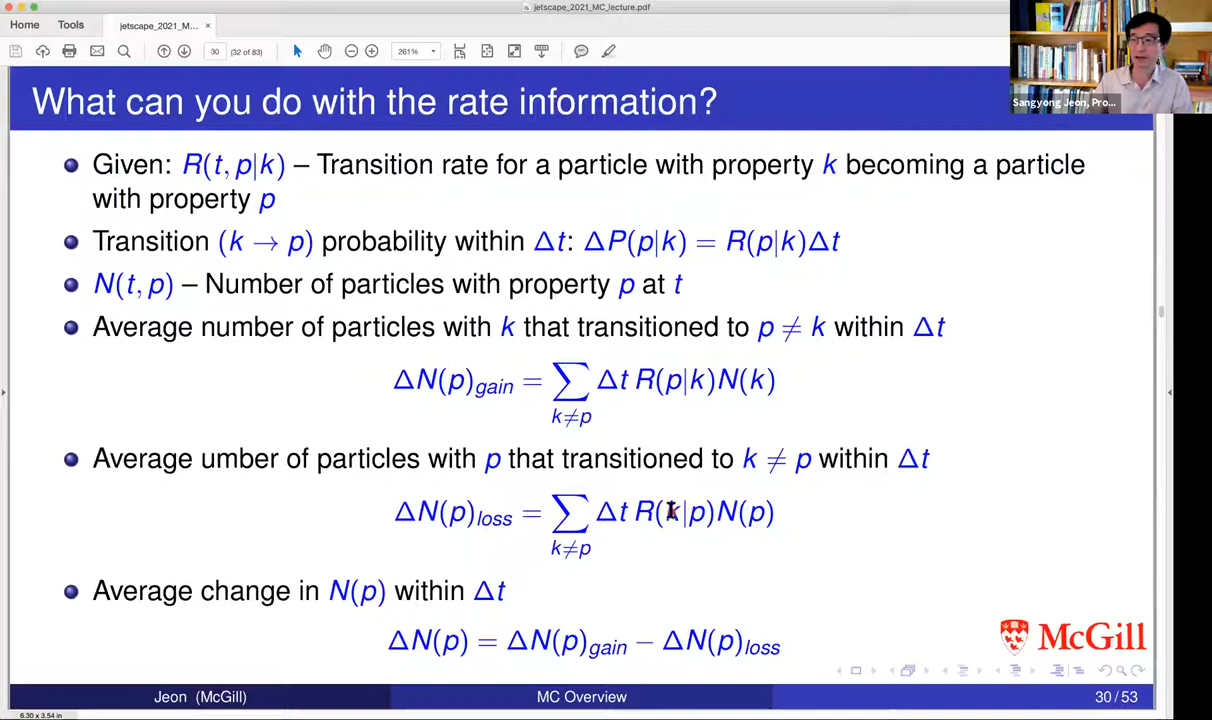 jetscape_2021_MC_lecture.pdf
Home Tools jetscape_2021_M... ×
30 (32 of 83) 261%
Sangyong Jeon, Pro...
What can you do with the rate information?
Given: R(t, p|k) – Transition rate for a particle with property k becoming a particle
with property p
Transition (k → p) probability within Δt: ΔP(p|k) = R(p|k)Δt
N(t, p) – Number of particles with property p at t
Average number of particles with k that transitioned to p ≠ k within Δt
ΔN(p)gain = ∑ Δt R(p|k)N(k)
k≠p
Average umber of particles with p that transitioned to k ≠ p within Δt
ΔN(p)loss = ∑ Δt R(k|p)N(p)
k≠p
Average change in N(p) within Δt
ΔN(p) = ΔN(p)gain − ΔN(p)loss
McGill
Jeon (McGill) MC Overview 30 / 53
6.30 x 3.54 in